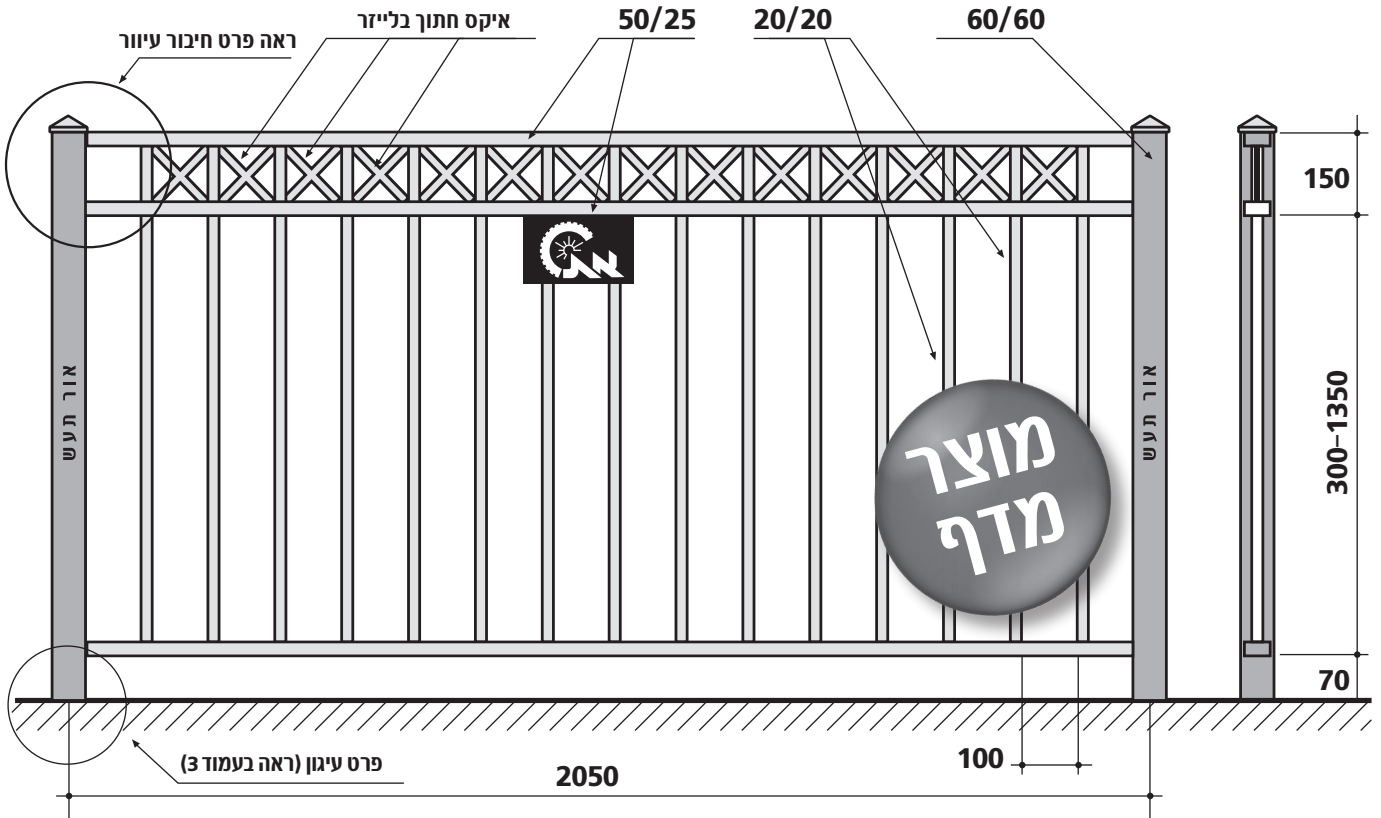 ראה פרט חיבור עיוור
איקס חתוך בלייזר
50/25
20/20
60/60
150
300–1350
70
אור תעש
אור תעש
מוצר
מדף
100
2050
פרט עיגון (ראה בעמוד 3)